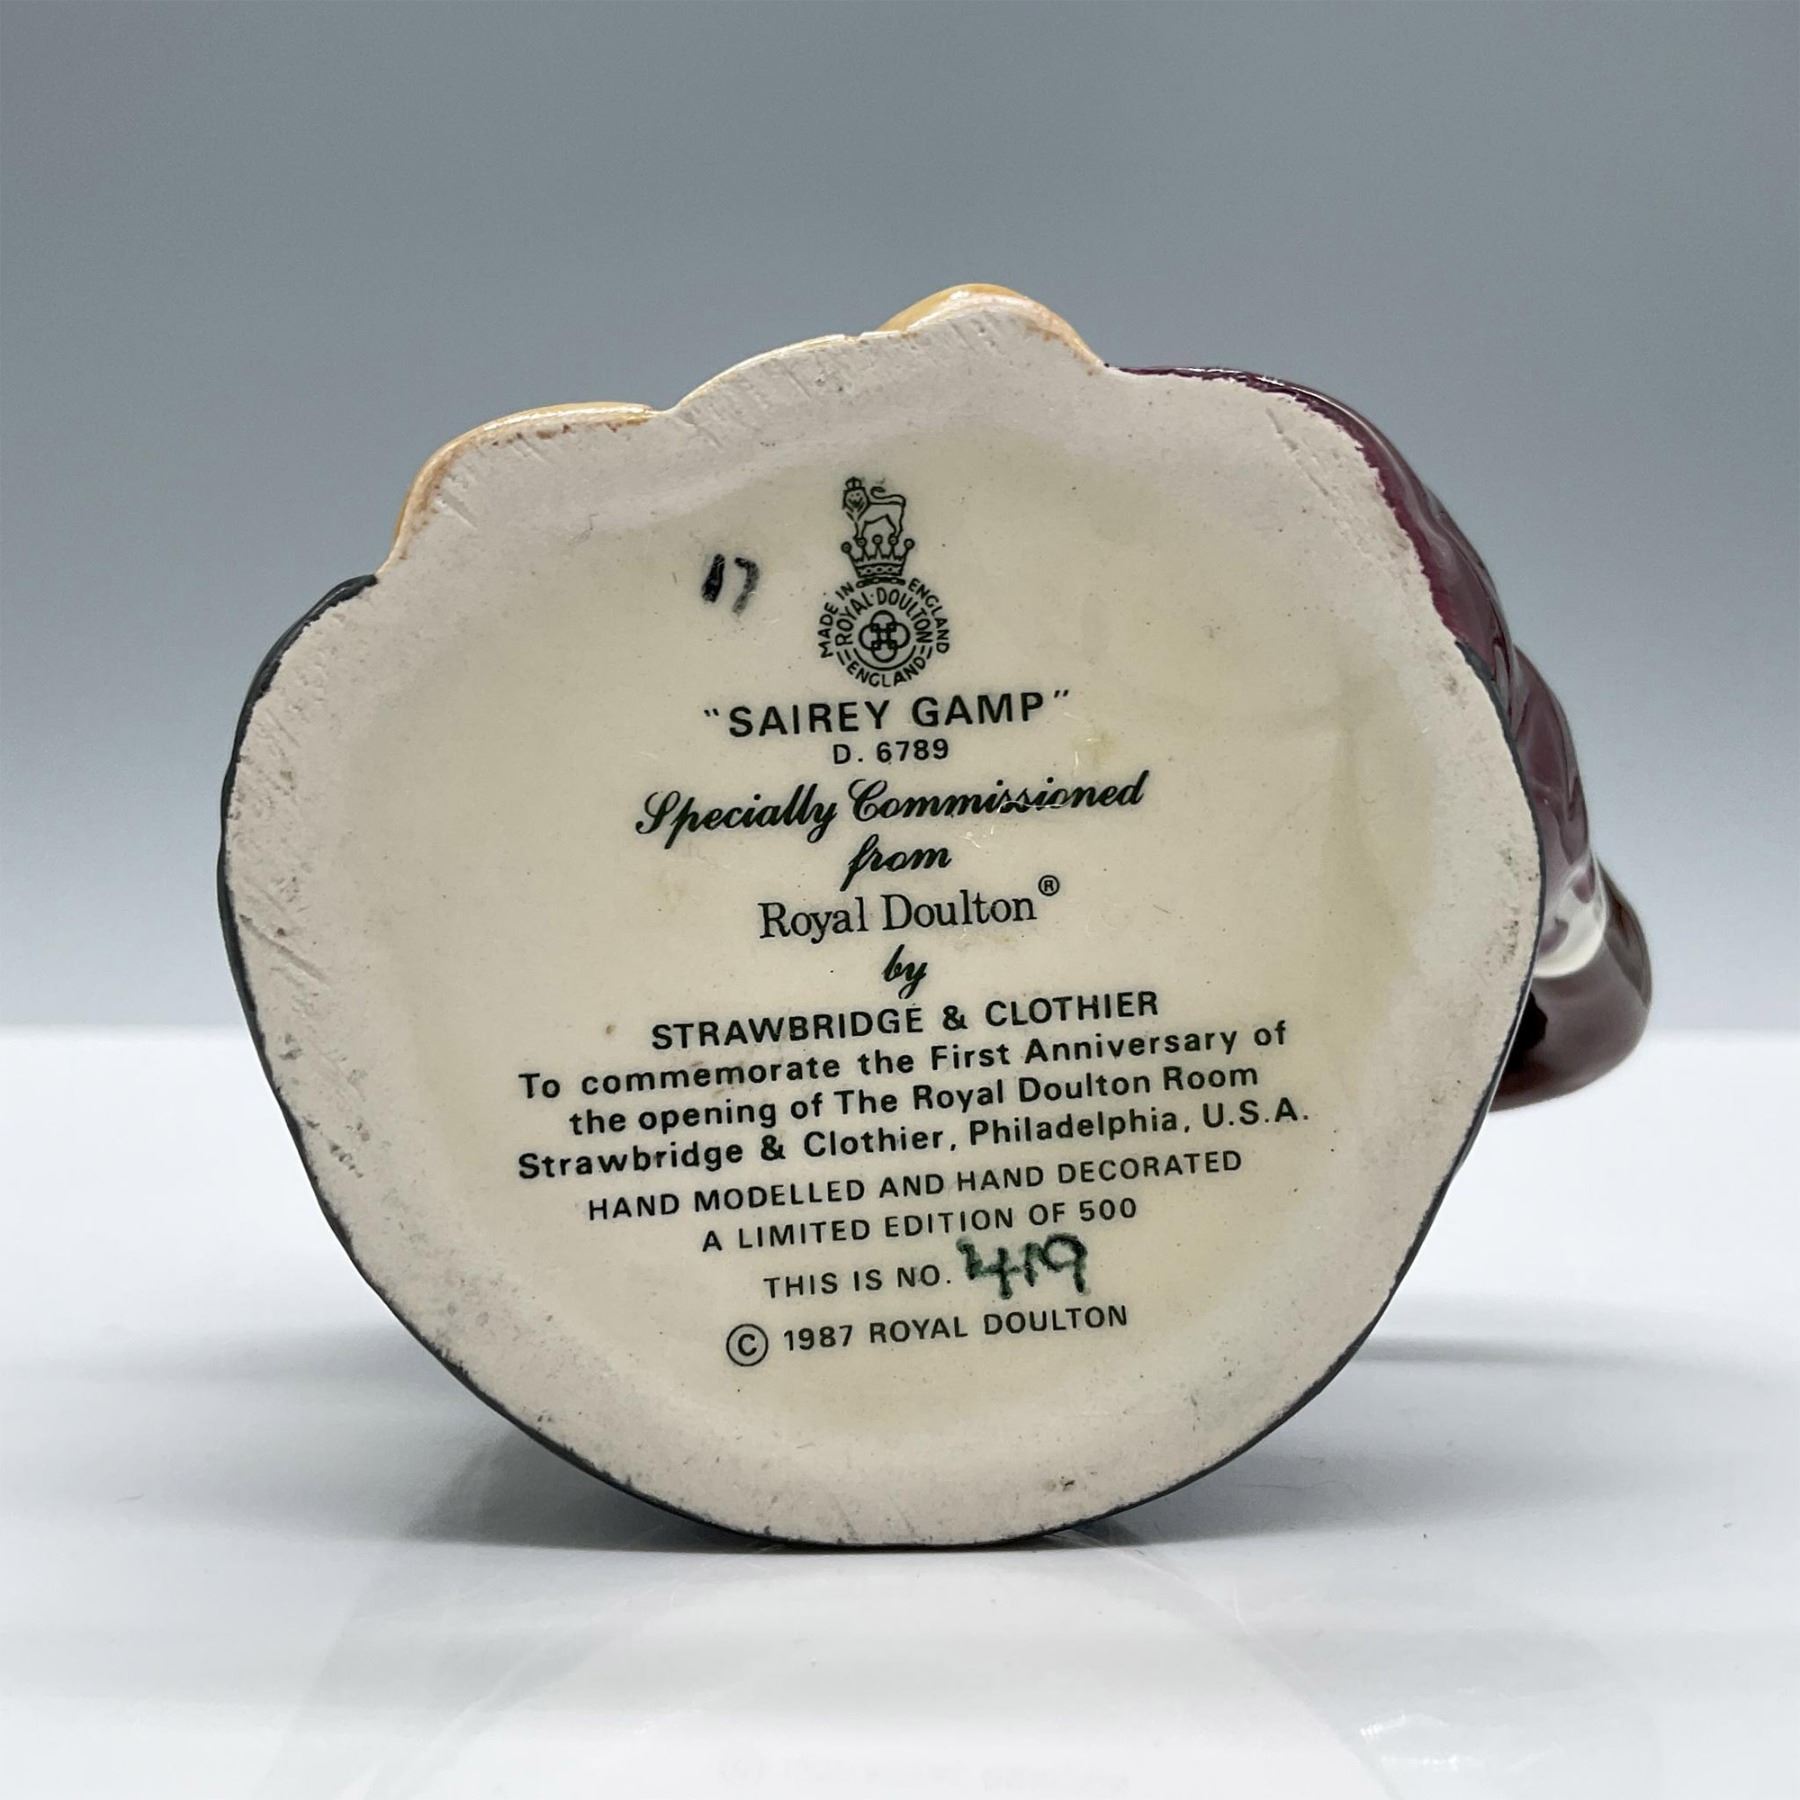 17
MADE IN ENGLAND
ROYAL·DOULTON
ENGLAND
"SAIREY GAMP"
D. 6789
Specially Commissioned
from
Royal Doulton®
by
STRAWBRIDGE & CLOTHIER
To commemorate the First Anniversary of
the opening of The Royal Doulton Room
Strawbridge & Clothier, Philadelphia, U.S.A.
HAND MODELLED AND HAND DECORATED
A LIMITED EDITION OF 500
THIS IS NO. 419
© 1987 ROYAL DOULTON